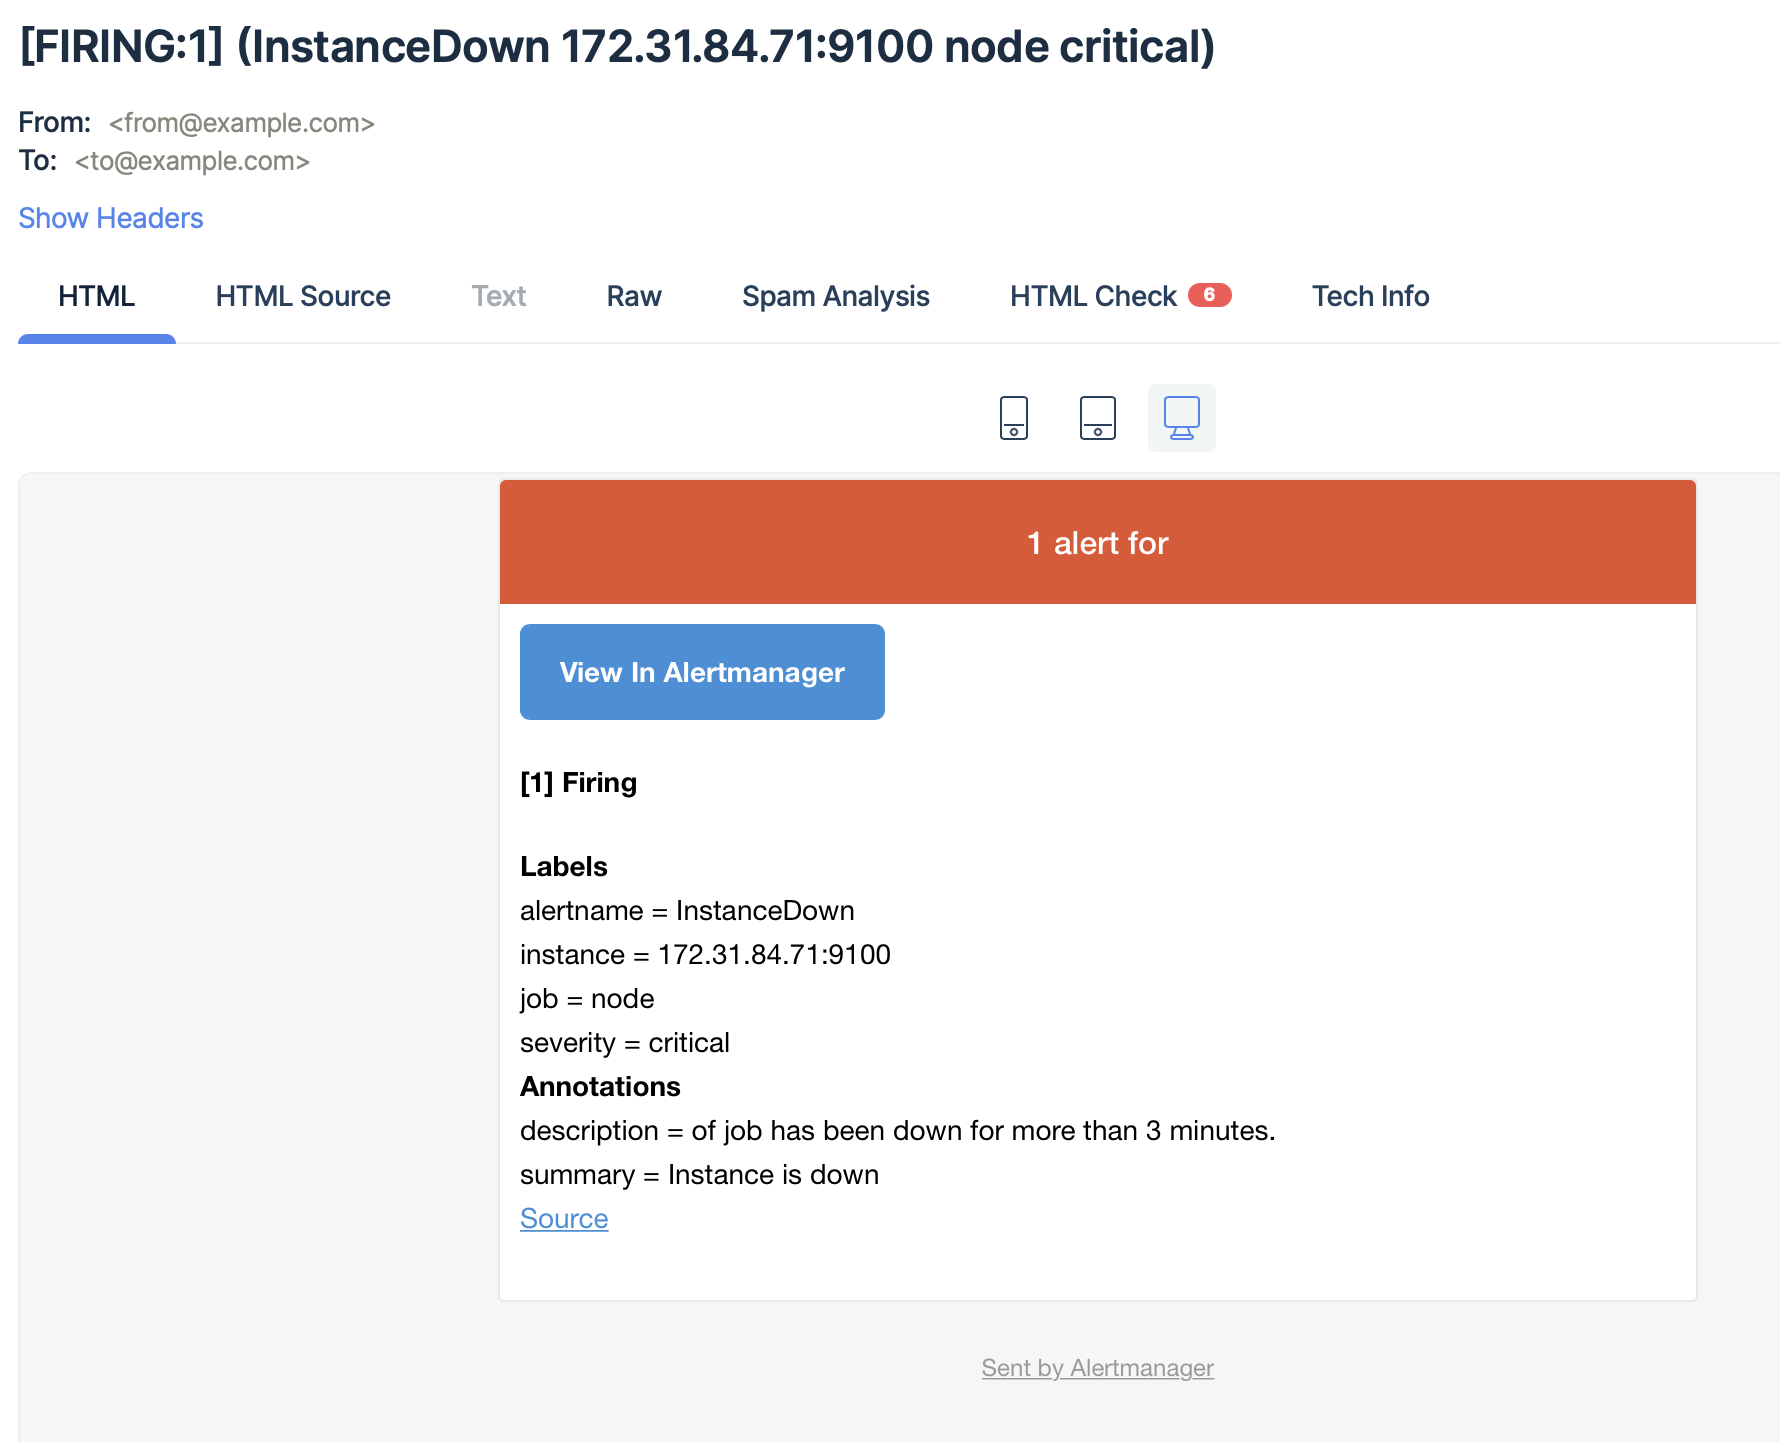 [FIRING:1] (InstanceDown 172.31.84.71:9100 node critical)
From: <from@example.com>
To: <to@example.com>
Show Headers
HTML HTML Source Text Raw Spam Analysis HTML Check 6 Tech Info
1 alert for
View In Alertmanager
[1] Firing
Labels
alertname = InstanceDown
instance = 172.31.84.71:9100
job = node
severity = critical
Annotations
description = of job has been down for more than 3 minutes.
summary = Instance is down
Source
Sent by Alertmanager